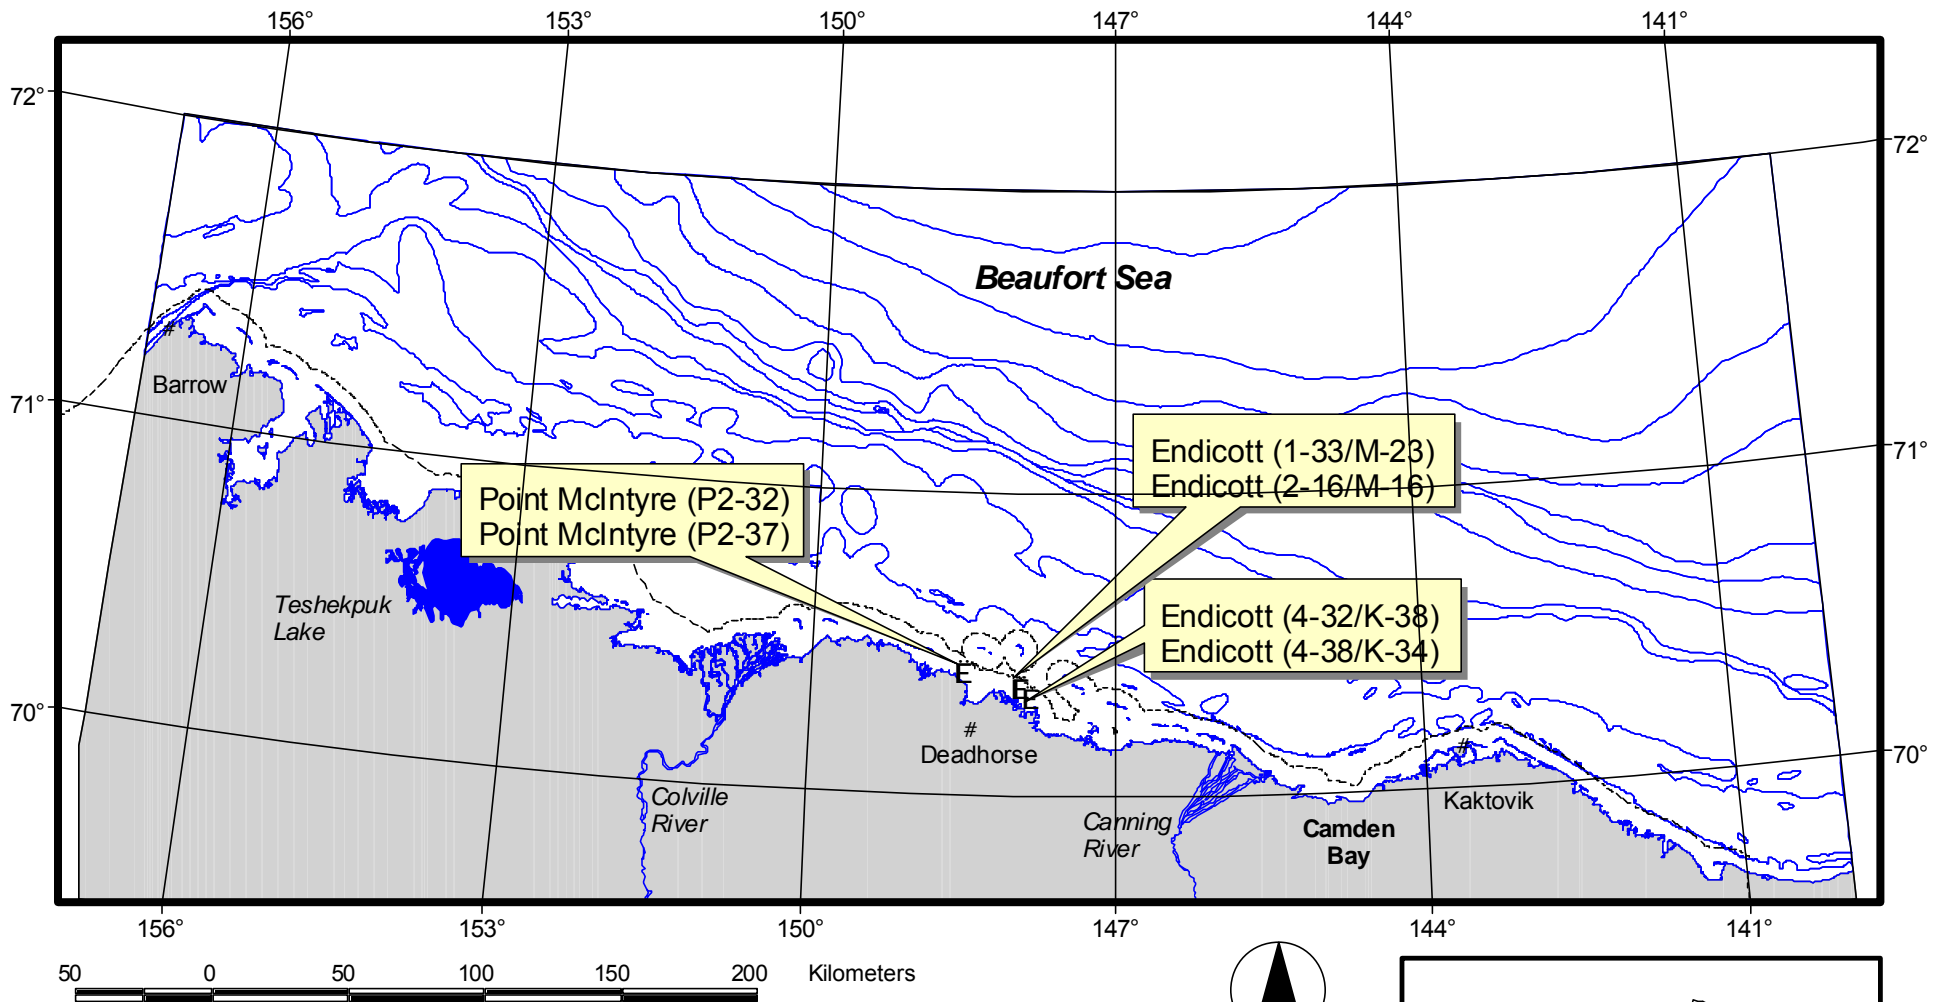 156° 153° 150° 147° 144° 141°
72°
72°
Beaufort Sea
Barrow
#
71°
71°
Endicott (1-33/M-23)
Endicott (2-16/M-16)
Point McIntyre (P2-32)
Point McIntyre (P2-37)
Teshekpuk
Lake
Endicott (4-32/K-38)
Endicott (4-38/K-34)
E
E
E
70°
70°
#
Deadhorse
#
Kaktovik
Colville
River
Canning
River
Camden
Bay
156° 153° 150° 147° 144° 141°
50 0 50 100 150 200 Kilometers